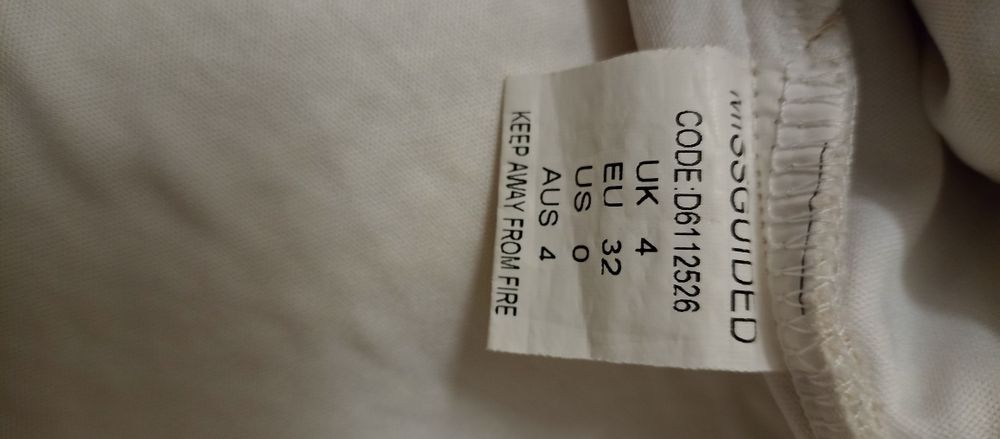 MISSGUIDED
CODE:D6112526
UK 4
EU 32
US 0
AUS 4
KEEP AWAY FROM FIRE